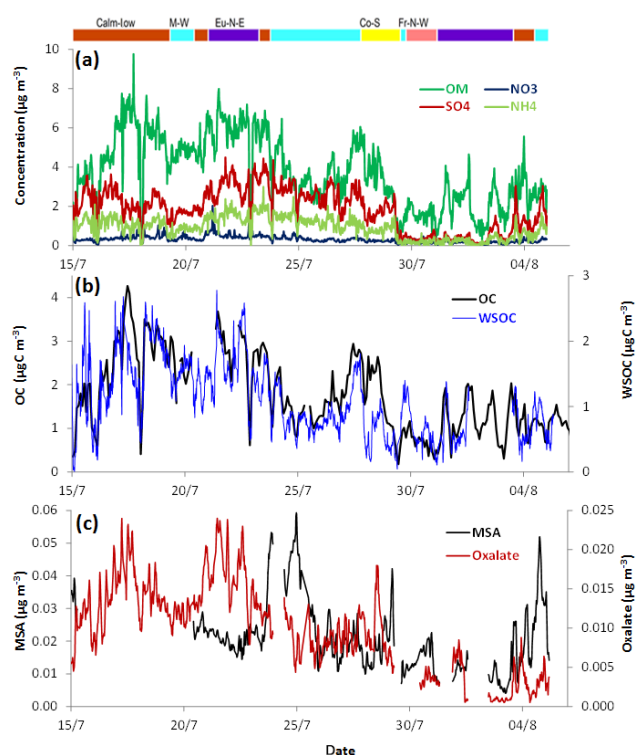 Calm-low M-W Eu-N-E Co-S Fr-N-W
(a)
Concentration (µg m⁻³)
10
8
6
4
2
0
OM NO3
SO4 NH4
15/7 20/7 25/7 30/7 04/8
(b)
OC (µgC m⁻³)
4
3
2
1
0
OC
WSOC
3
2
1
0
WSOC (µgC m⁻³)
15/7 20/7 25/7 30/7 04/8
(c)
MSA (µg m⁻³)
0.06
0.05
0.04
0.03
0.02
0.01
0.00
MSA
Oxalate
0.025
0.020
0.015
0.010
0.005
0.000
Oxalate (µg m⁻³)
15/7 20/7 25/7 30/7 04/8
Date